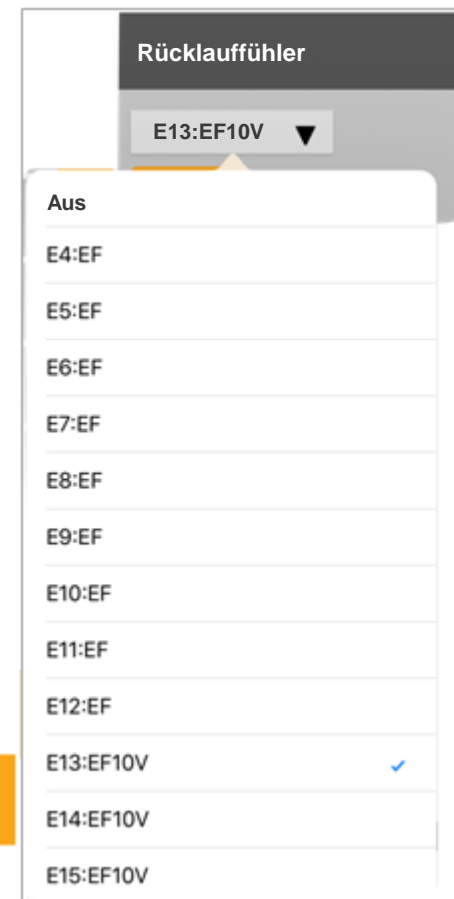 Rücklauffühler
E13:EF10V ▼
Aus
E4:EF
E5:EF
E6:EF
E7:EF
E8:EF
E9:EF
E10:EF
E11:EF
E12:EF
E13:EF10V
E14:EF10V
E15:EF10V